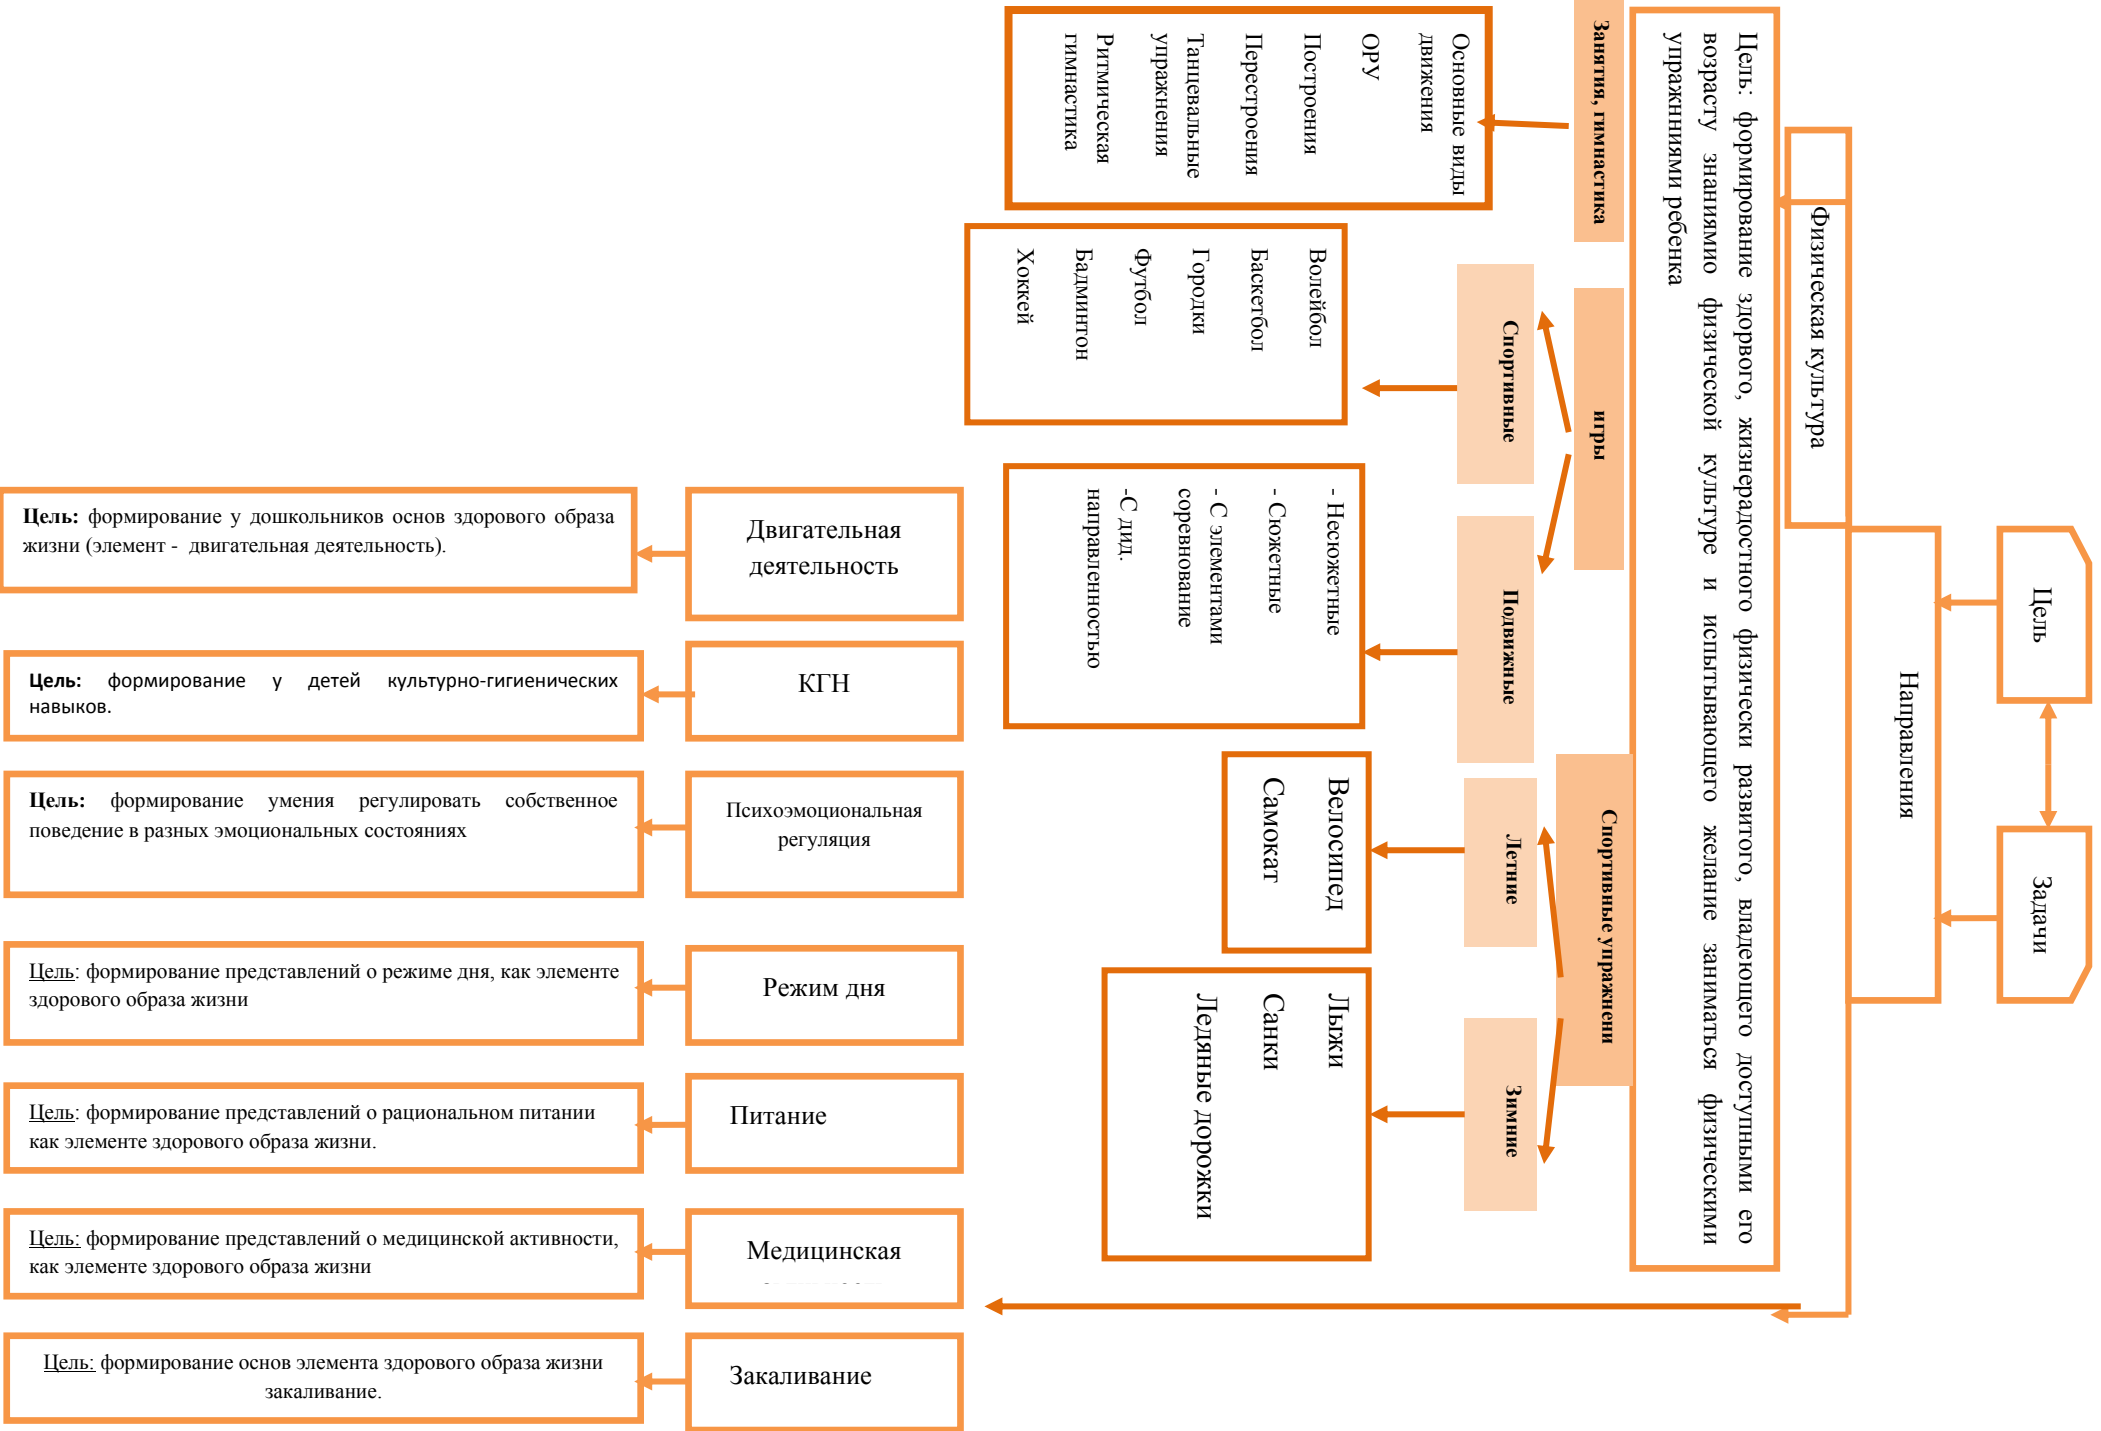 Цель
Задачи
Направления
Физическая культура
Цель: формирование здорвого, жизнерадостного физически развитого, владеющего доступными его
возрасту знаниямио физической культуре и испытывающего желание заниматься физическими
упражнниями ребенка
Занятия, гимнастика
игры
Спортивные упражнени
Спортивные
Подвижные
Летние
Зимние
Основные виды
движения
ОРУ
Построения
Перестроения
Танцевальные
упражнения
Ритмическая
гимнастика
Волейбол
Баскетбол
Городки
Футбол
Бадминтон
Хоккей
- Несюжетные
- Сюжетные
- С элементами
соревнование
-С дид.
направленностью
Велосипед
Самокат
Лыжи
Санки
Ледяные дорожки
Двигательная
деятельность
Цель: формирование у дошкольников основ здорового образа
жизни (элемент - двигательная деятельность).
КГН
Цель: формирование у детей культурно-гигиенических
навыков.
Психоэмоциональная
регуляция
Цель: формирование умения регулировать собственное
поведение в разных эмоциональных состояниях
Режим дня
Цель: формирование представлений о режиме дня, как элементе
здорового образа жизни
Питание
Цель: формирование представлений о рациональном питании
как элементе здорового образа жизни.
Медицинская
Цель: формирование представлений о медицинской активности,
как элементе здорового образа жизни
Закаливание
Цель: формирование основ элемента здорового образа жизни
закаливание.